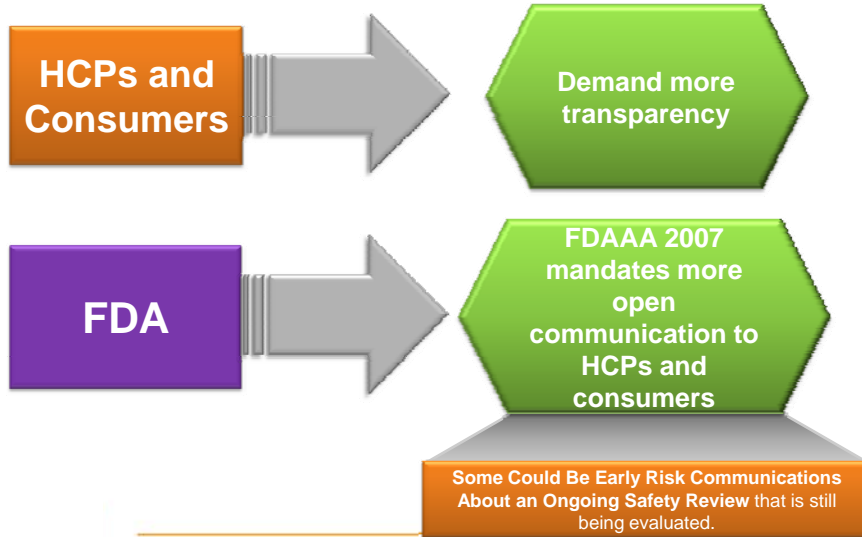 HCPs and
Consumers
Demand more
transparency
FDA
FDAAA 2007
mandates more
open
communication to
HCPs and
consumers
Some Could Be Early Risk Communications
About an Ongoing Safety Review that is still
being evaluated.